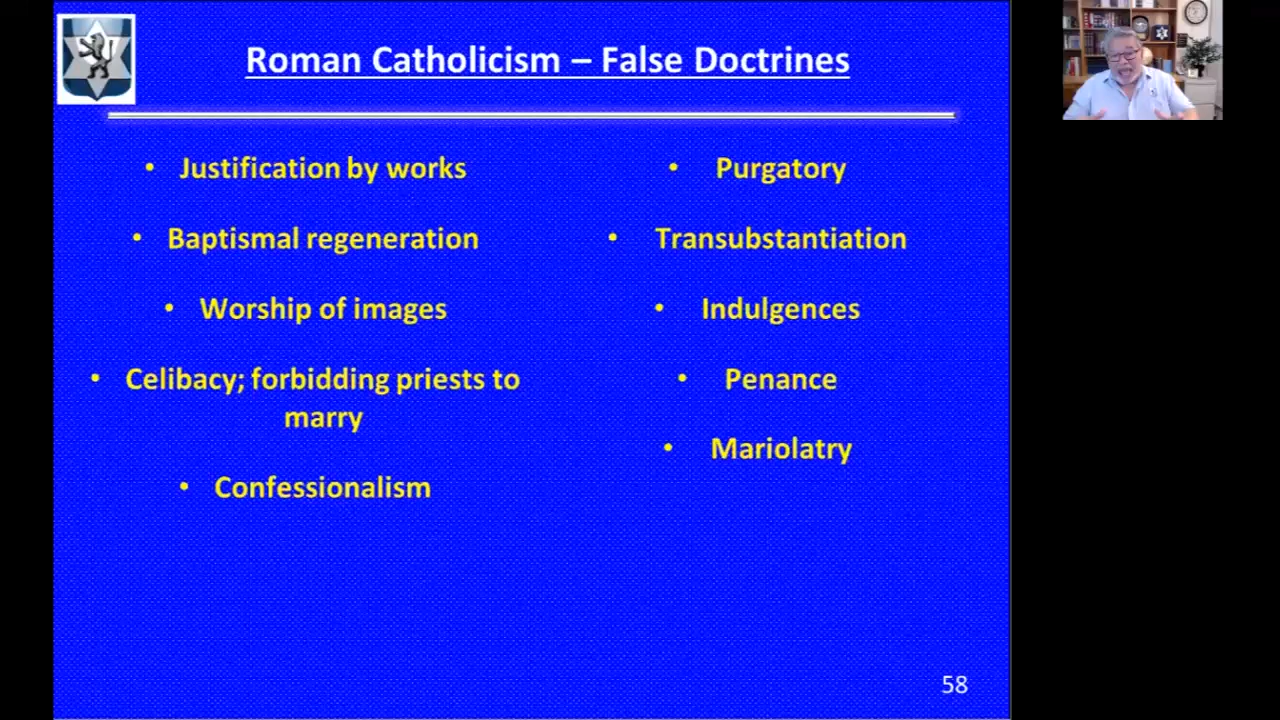 Roman Catholicism – False Doctrines
• Justification by works
• Baptismal regeneration
• Worship of images
• Celibacy; forbidding priests to
marry
• Confessionalism
• Purgatory
• Transubstantiation
• Indulgences
• Penance
• Mariolatry
58